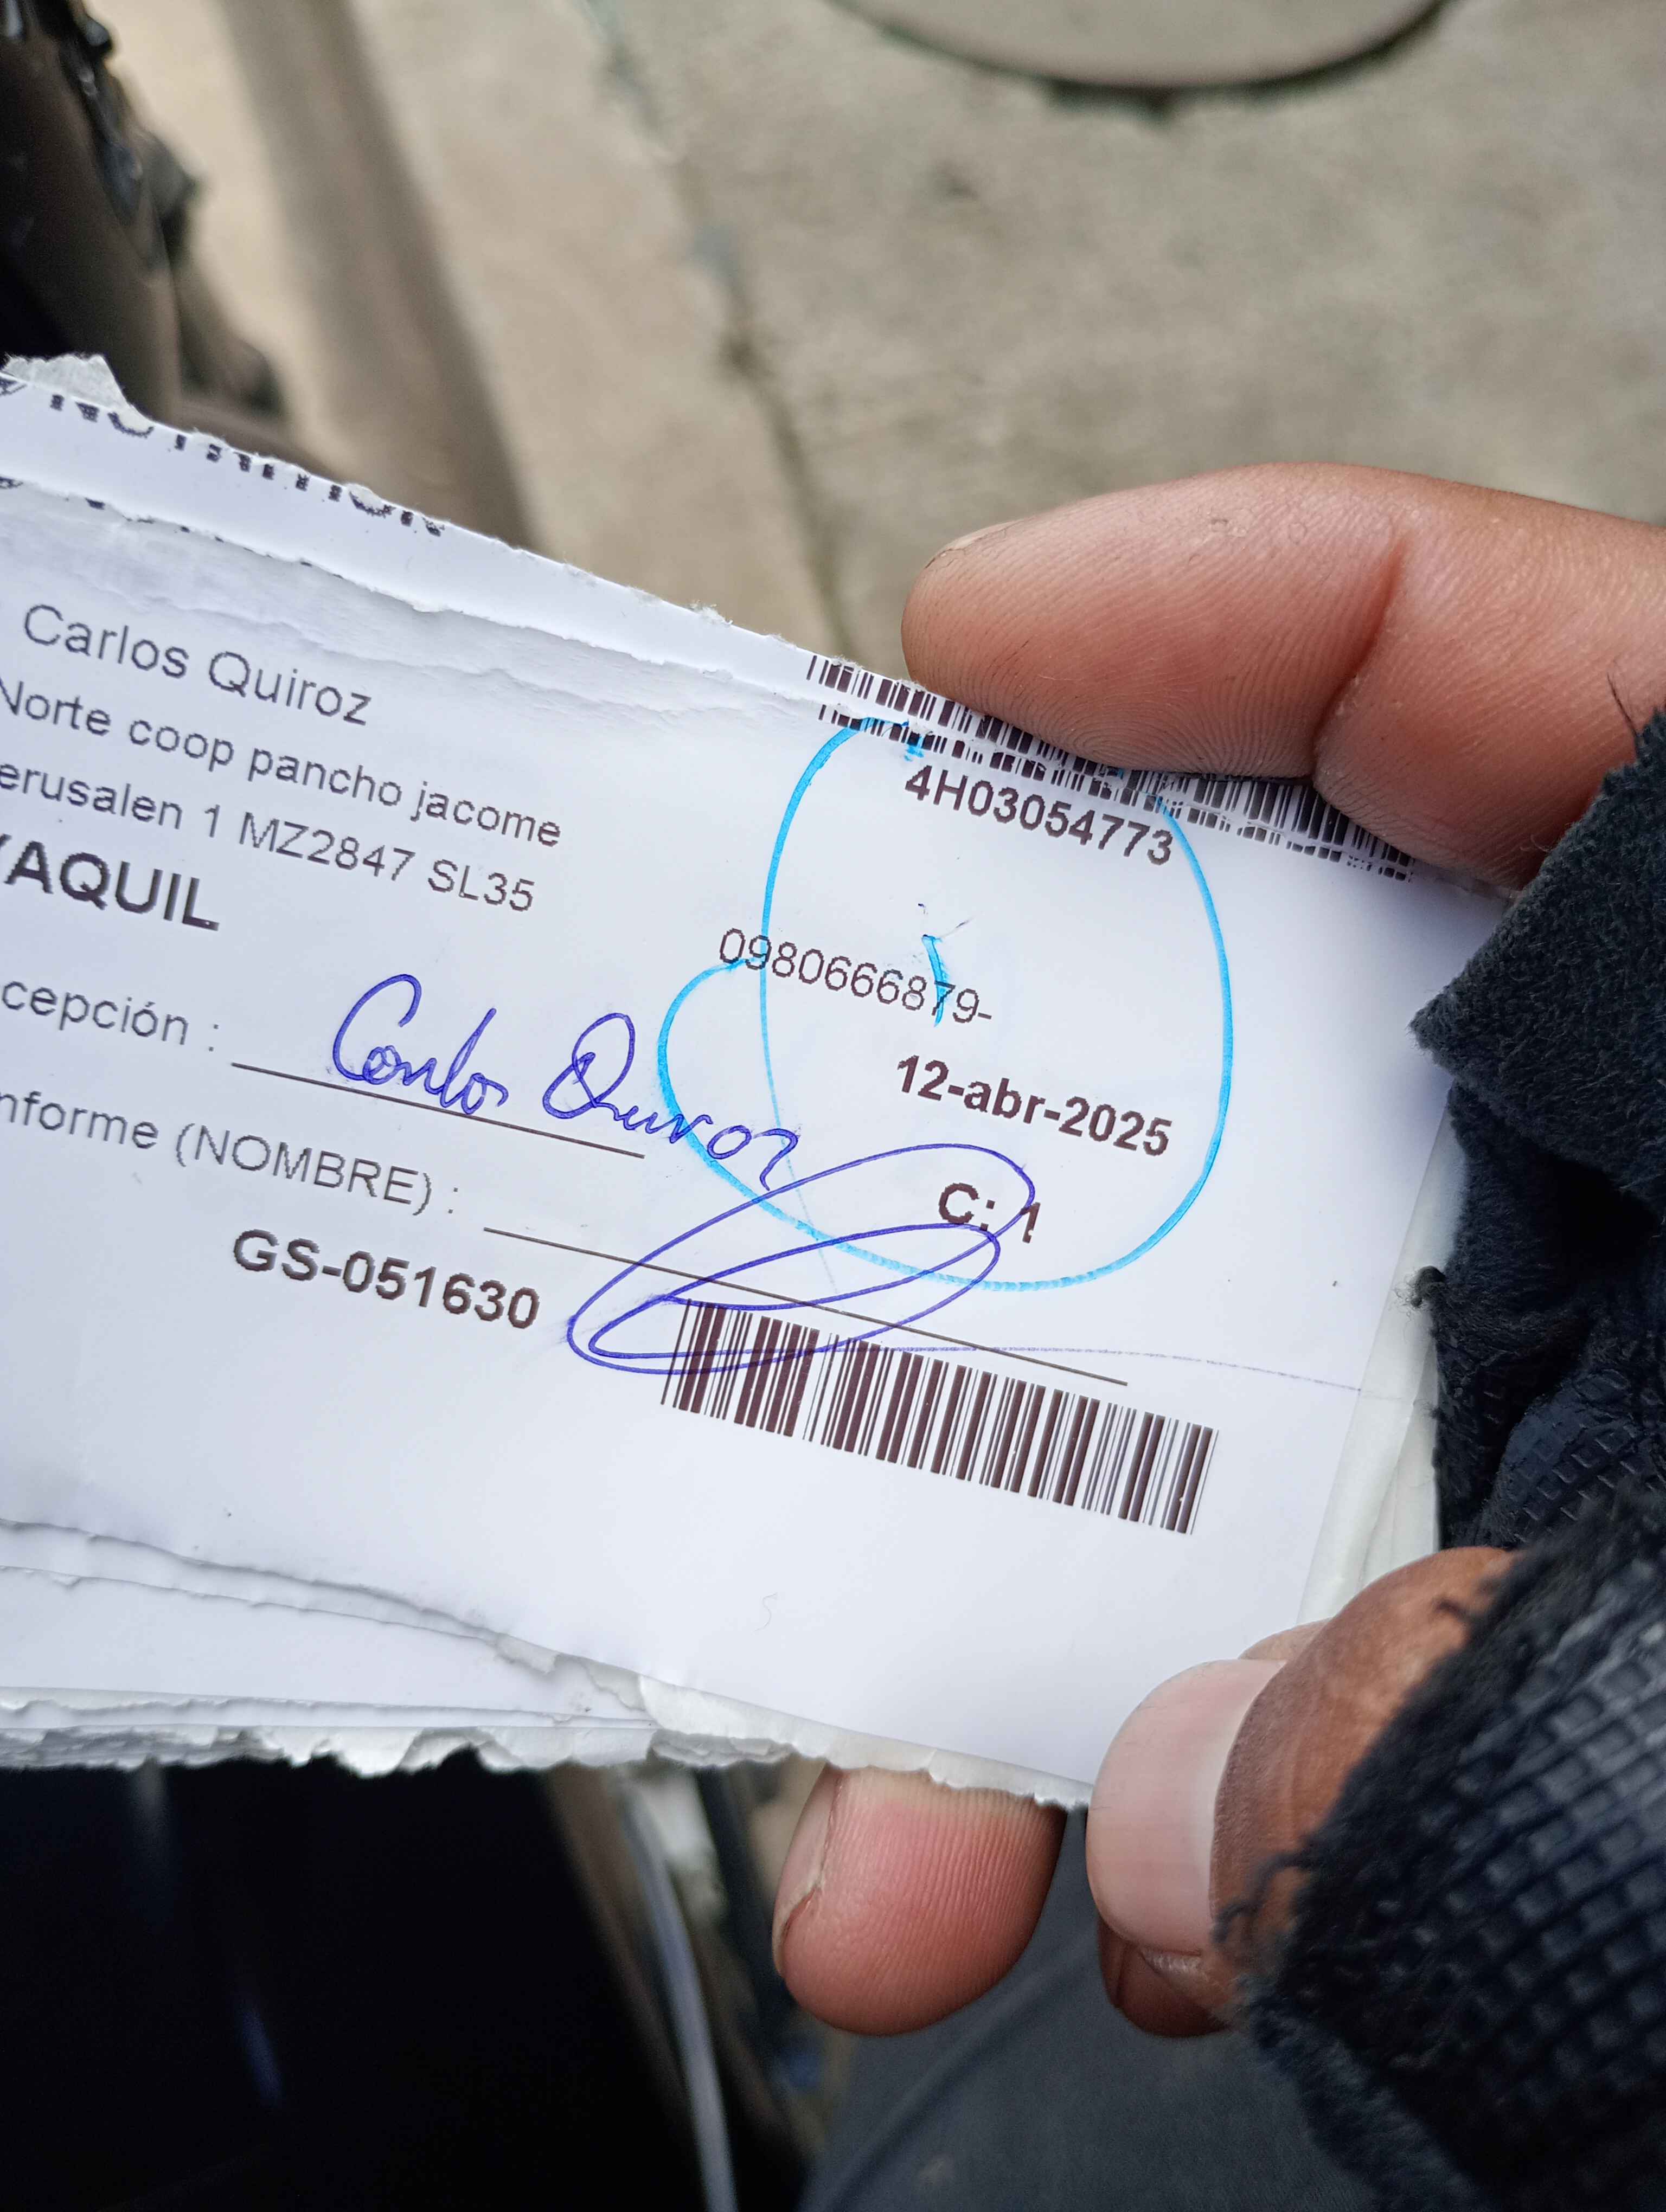 Carlos Quiroz
Norte coop pancho jacome
erusalen 1 MZ2847 SL35
YAQUIL
4H03054773
0980666879-
12-abr-2025
C: 1
cepción : Carlos Quiroz
nforme (NOMBRE) :
GS-051630